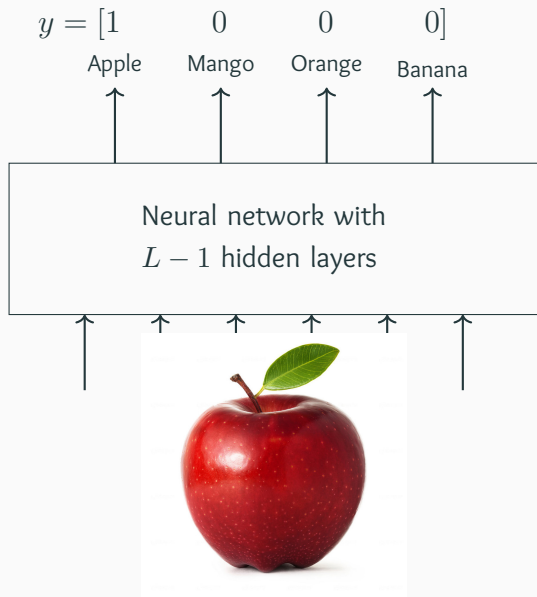 y = [1 0 0 0]
Apple Mango Orange Banana
Neural network with
L − 1 hidden layers